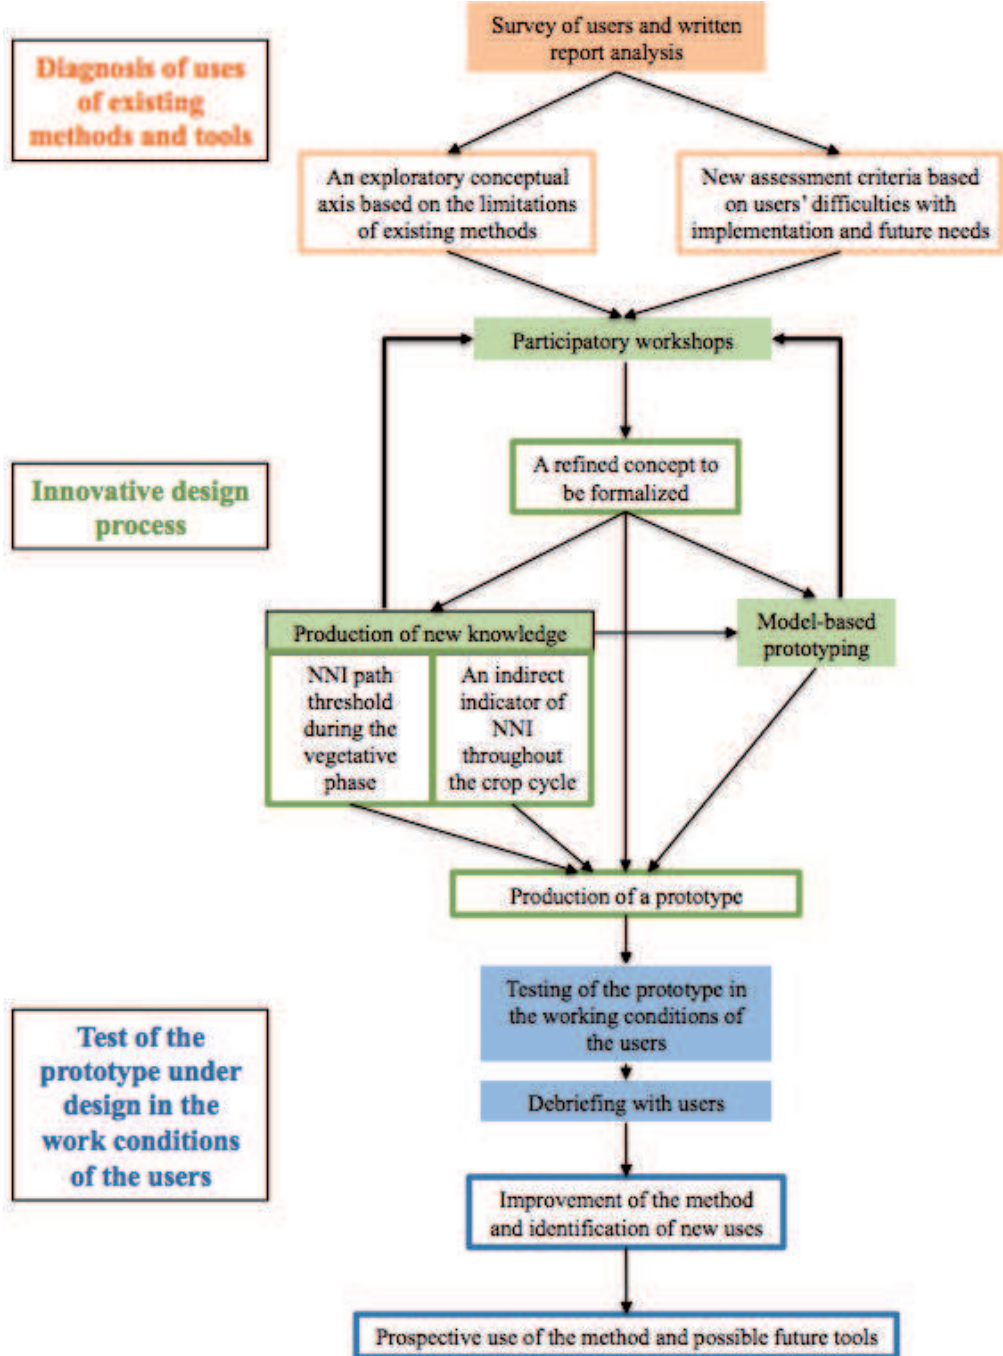 Survey of users and written
report analysis
Diagnosis of uses
of existing
methods and tools
An exploratory conceptual
axis based on the limitations
of existing methods
New assessment criteria based
on users’ difficulties with
implementation and future needs
Participatory workshops
A refined concept to
be formalized
Innovative design
process
Production of new knowledge
Model-based
prototyping
NNI path
threshold
during the
vegetative
phase
An indirect
indicator of
NNI
throughout
the crop cycle
Production of a prototype
Testing of the prototype in
the working conditions of
the users
Test of the
prototype under
design in the
work conditions
of the users
Debriefing with users
Improvement of the method
and identification of new uses
Prospective use of the method and possible future tools